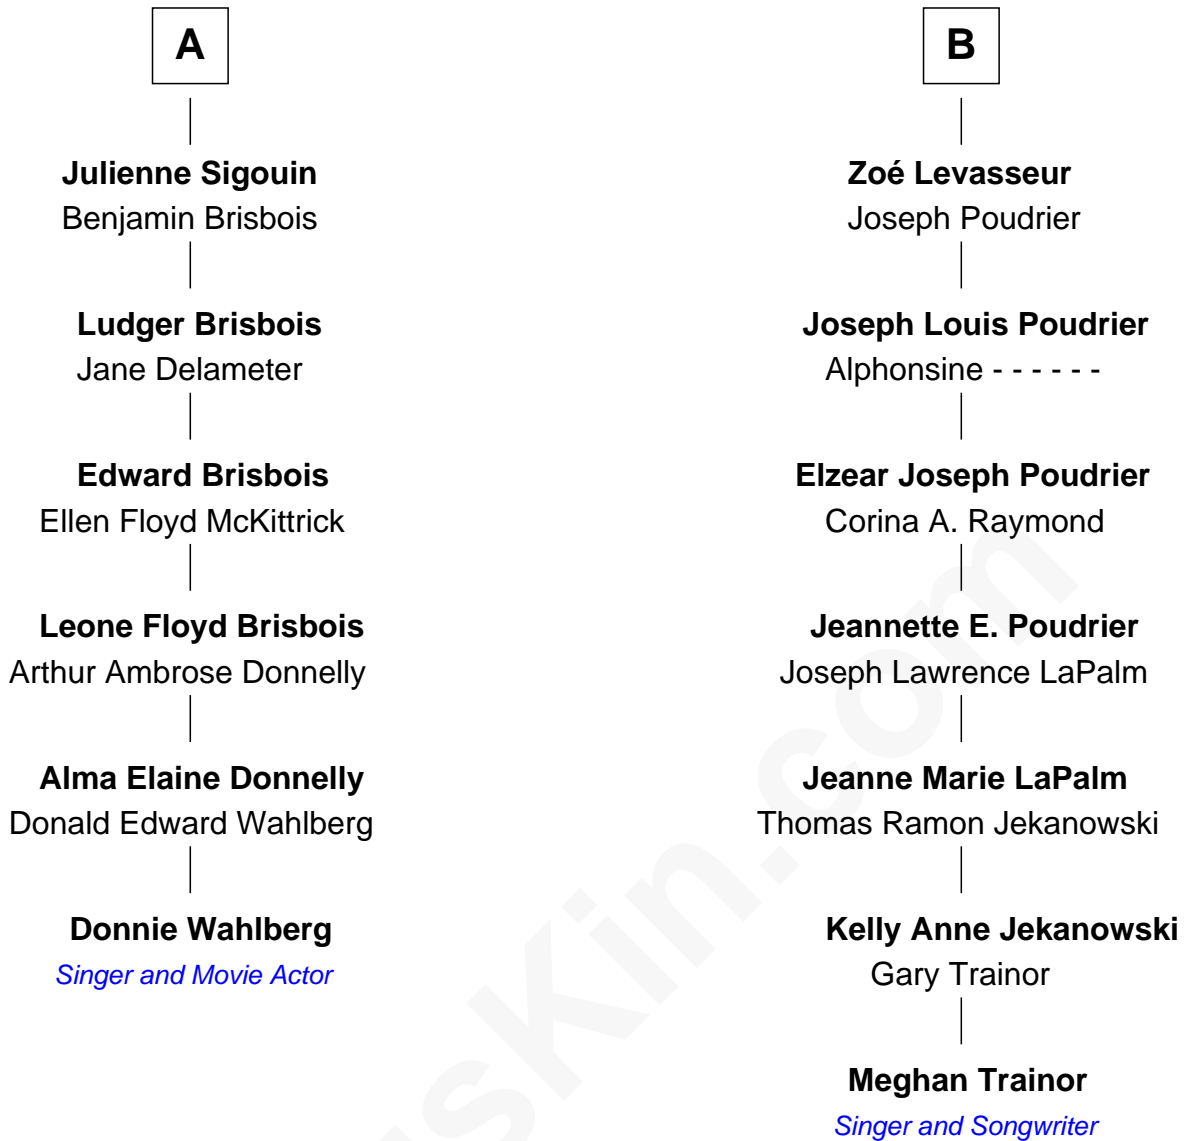 A
Julienne Sigouin
Benjamin Brisbois
Ludger Brisbois
Jane Delameter
Edward Brisbois
Ellen Floyd McKittrick
Leone Floyd Brisbois
Arthur Ambrose Donnelly
Alma Elaine Donnelly
Donald Edward Wahlberg
Donnie Wahlberg
Singer and Movie Actor
B
Zoé Levasseur
Joseph Poudrier
Joseph Louis Poudrier
Alphonsine - - - - - -
Elzear Joseph Poudrier
Corina A. Raymond
Jeannette E. Poudrier
Joseph Lawrence LaPalm
Jeanne Marie LaPalm
Thomas Ramon Jekanowski
Kelly Anne Jekanowski
Gary Trainor
Meghan Trainor
Singer and Songwriter